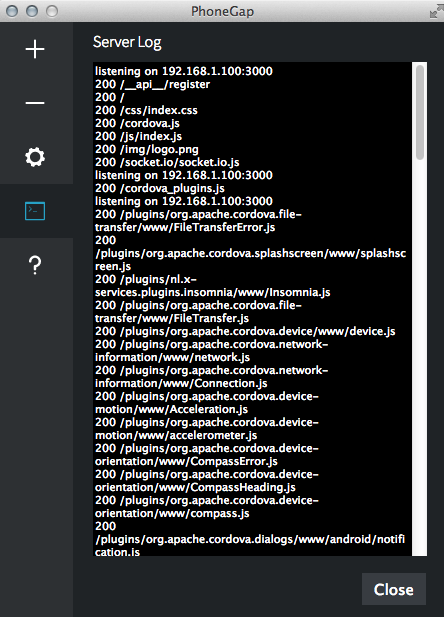 PhoneGap
Server Log
listening on 192.168.1.100:3000
200 /__api__/register
200 /
200 /css/index.css
200 /cordova.js
200 /js/index.js
200 /img/logo.png
200 /socket.io/socket.io.js
listening on 192.168.1.100:3000
200 /cordova_plugins.js
listening on 192.168.1.100:3000
200 /plugins/org.apache.cordova.file-
transfer/www/FileTransferError.js
200
/plugins/org.apache.cordova.splashscreen/www/splashsc
reen.js
200 /plugins/nl.x-
services.plugins.insomnia/www/Insomnia.js
200 /plugins/org.apache.cordova.file-
transfer/www/FileTransfer.js
200 /plugins/org.apache.cordova.device/www/device.js
200 /plugins/org.apache.cordova.network-
information/www/network.js
200 /plugins/org.apache.cordova.network-
information/www/Connection.js
200 /plugins/org.apache.cordova.device-
motion/www/Acceleration.js
200 /plugins/org.apache.cordova.device-
motion/www/accelerometer.js
200 /plugins/org.apache.cordova.device-
orientation/www/CompassError.js
200 /plugins/org.apache.cordova.device-
orientation/www/CompassHeading.js
200 /plugins/org.apache.cordova.device-
orientation/www/compass.js
200
/plugins/org.apache.cordova.dialogs/www/android/notifi
cation.js
Close